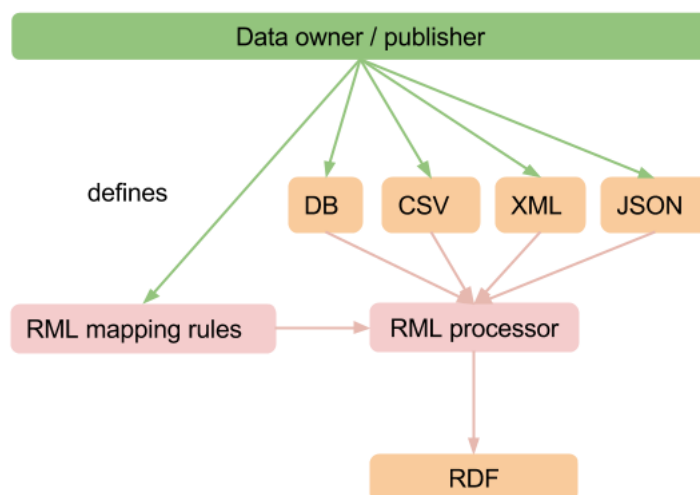 Data owner / publisher
defines
DB
CSV
XML
JSON
RML mapping rules
RML processor
RDF